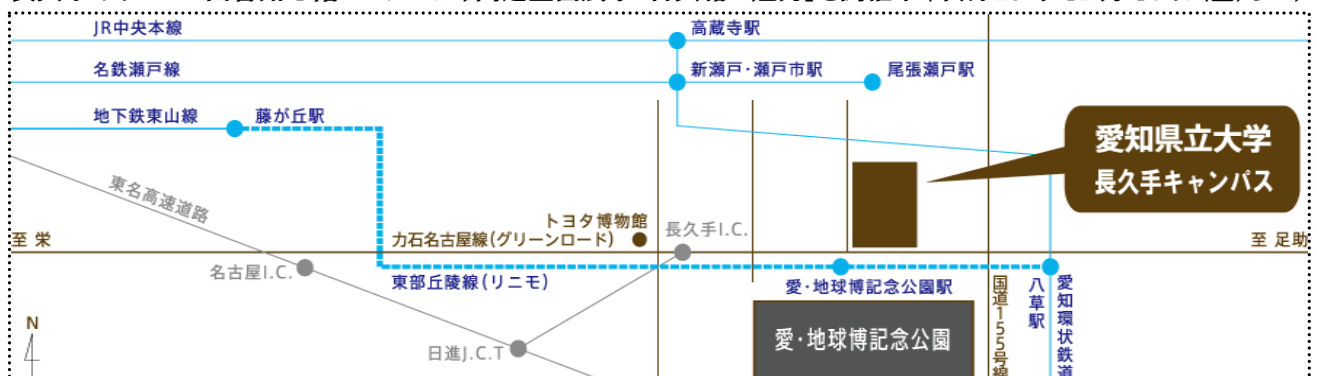 JR中央本線
高蔵寺駅
名鉄瀬戸線
新瀬戸・瀬戸市駅
尾張瀬戸駅
地下鉄東山線
藤が丘駅
愛知県立大学
長久手キャンパス
東名高速道路
トヨタ博物館
長久手I.C.
至 栄
力石名古屋線(グリーンロード)
至 足助
名古屋I.C.
東部丘陵線(リニモ)
愛・地球博記念公園駅
国道155号線
八草駅
愛知環状鉄道
N
日進J.C.T
愛・地球博記念公園